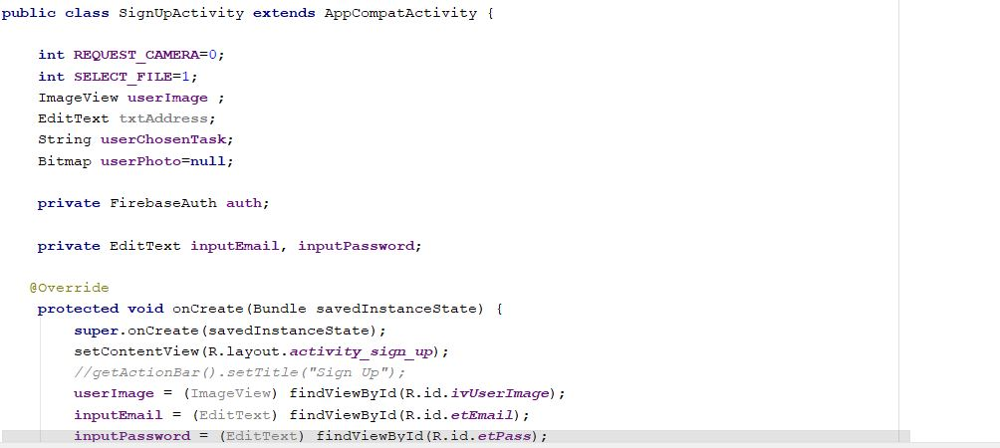 public class SignUpActivity extends AppCompatActivity {
int REQUEST_CAMERA=0;
int SELECT_FILE=1;
ImageView userImage ;
EditText txtAddress;
String userChosenTask;
Bitmap userPhoto=null;
private FirebaseAuth auth;
private EditText inputEmail, inputPassword;
@Override
protected void onCreate(Bundle savedInstanceState) {
super.onCreate(savedInstanceState);
setContentView(R.layout.activity_sign_up);
//getActionBar().setTitle("Sign Up");
userImage = (ImageView) findViewById(R.id.ivUserImage);
inputEmail = (EditText) findViewById(R.id.etEmail);
inputPassword = (EditText) findViewById(R.id.etPass);